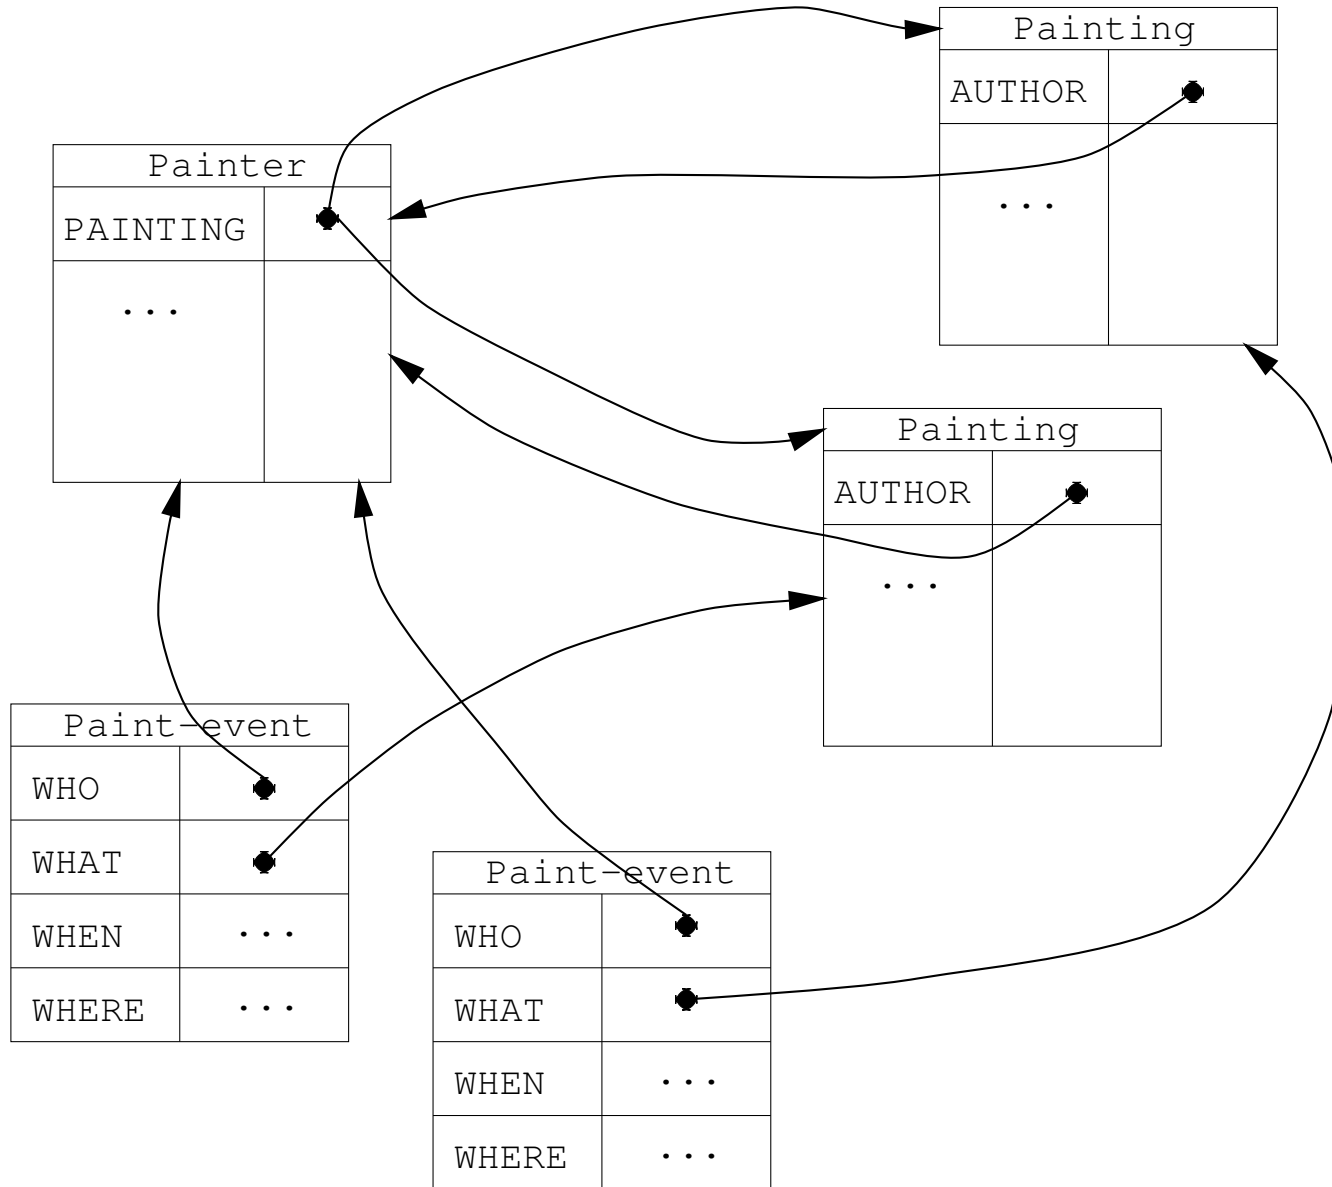 Painting
AUTHOR
...
Painter
PAINTING
...
Painting
AUTHOR
...
Paint-event
WHO
WHAT
WHEN ...
WHERE ...
Paint-event
WHO
WHAT
WHEN ...
WHERE ...